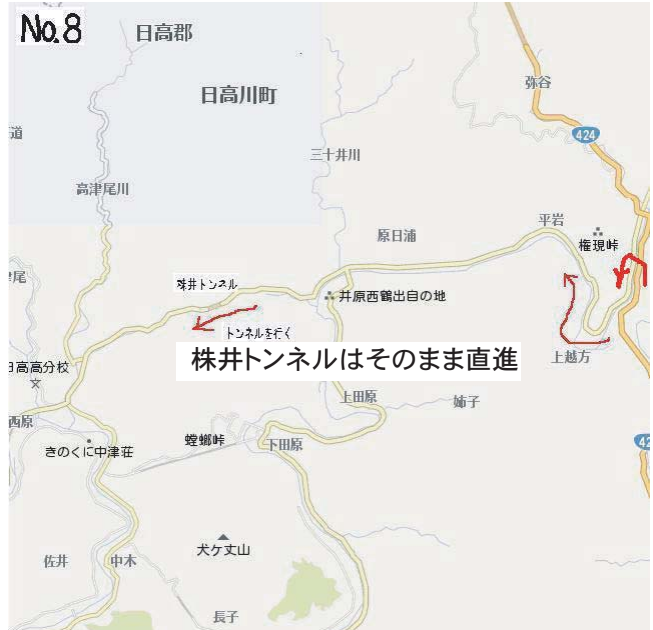 No.8
日高郡
日高川町
弥谷
424
道
三十井川
高津尾川
平岩
原日浦
権現峠
尾
株井トンネル
井原西鶴出自の地
トンネルを行く
株井トンネルはそのまま直進
上越方
日高高分校
上田原
姉子
西原
蟷螂峠
下田原
きのくに中津荘
犬ケ丈山
佐井
中木
長子